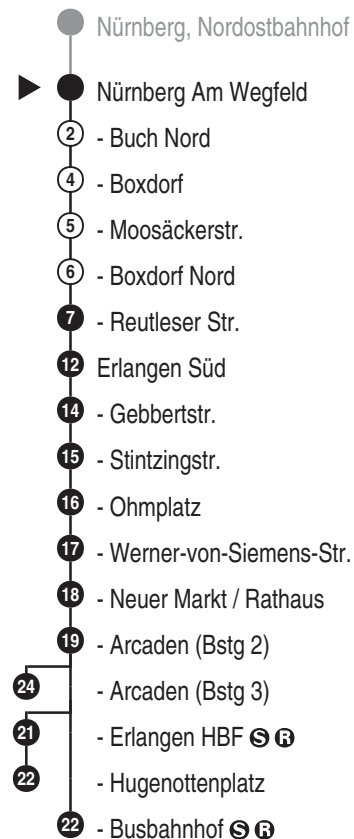 Nürnberg, Nordostbahnhof
Nürnberg Am Wegfeld
2 - Buch Nord
4 - Boxdorf
5 - Moosäckerstr.
6 - Boxdorf Nord
7 - Reutleser Str.
12 Erlangen Süd
14 - Gebbertstr.
15 - Stintzingstr.
16 - Ohmplatz
17 - Werner-von-Siemens-Str.
18 - Neuer Markt / Rathaus
19 - Arcaden (Bstg 2)
24 - Arcaden (Bstg 3)
21 - Erlangen HBF S R
22 - Hugenottenplatz
22 - Busbahnhof S R